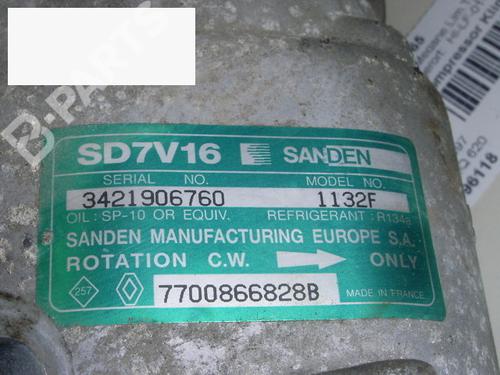 B-PARTS
SD7V16 SANDEN
SERIAL NO. MODEL NO.
3421906760 1132F
OIL: SP-10 OR EQUIV. REFRIGERANT: R134a
SANDEN MANUFACTURING EUROPE S.A.
ROTATION C.W. ONLY
257 7700866828B
MADE IN FRANCE
96118